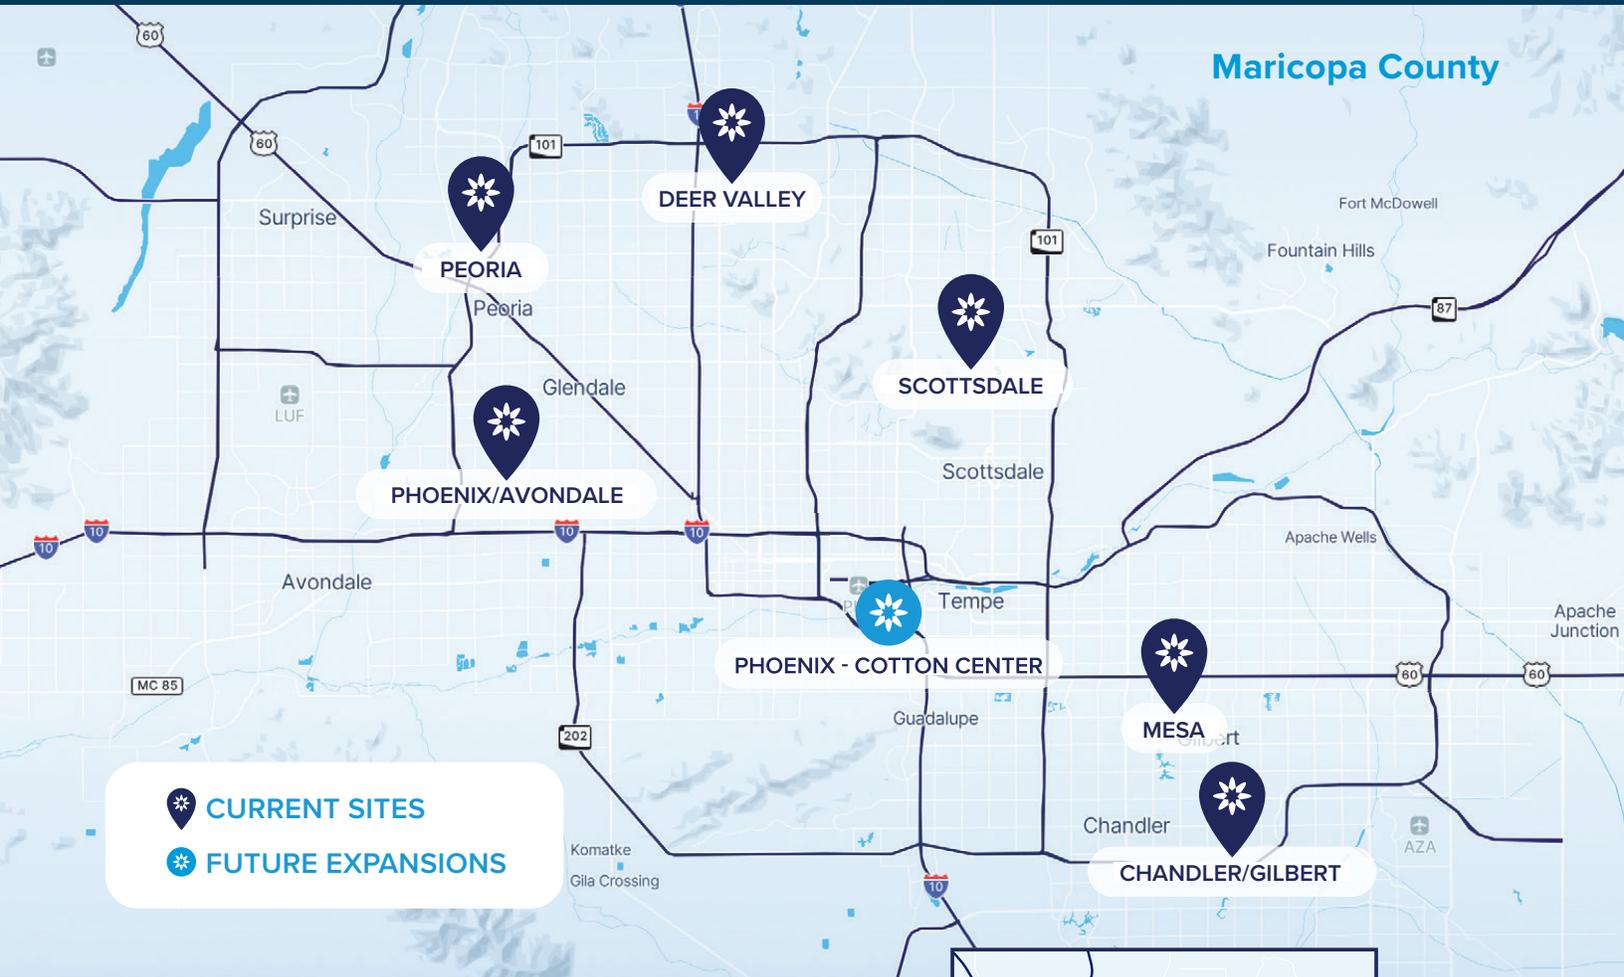 60
Maricopa County
60
101
DEER VALLEY
Surprise
Fort McDowell
101
Fountain Hills
PEORIA
Peoria
87
SCOTTSDALE
Glendale
LUF
Scottsdale
PHOENIX/AVONDALE
10
10
10
10
Apache Wells
Avondale
Tempe
Apache
Junction
PHOENIX - COTTON CENTER
60
60
MC 85
Guadalupe
MESA
202
CURRENT SITES
Chandler
AZA
Komatke
FUTURE EXPANSIONS
Gila Crossing
CHANDLER/GILBERT
10